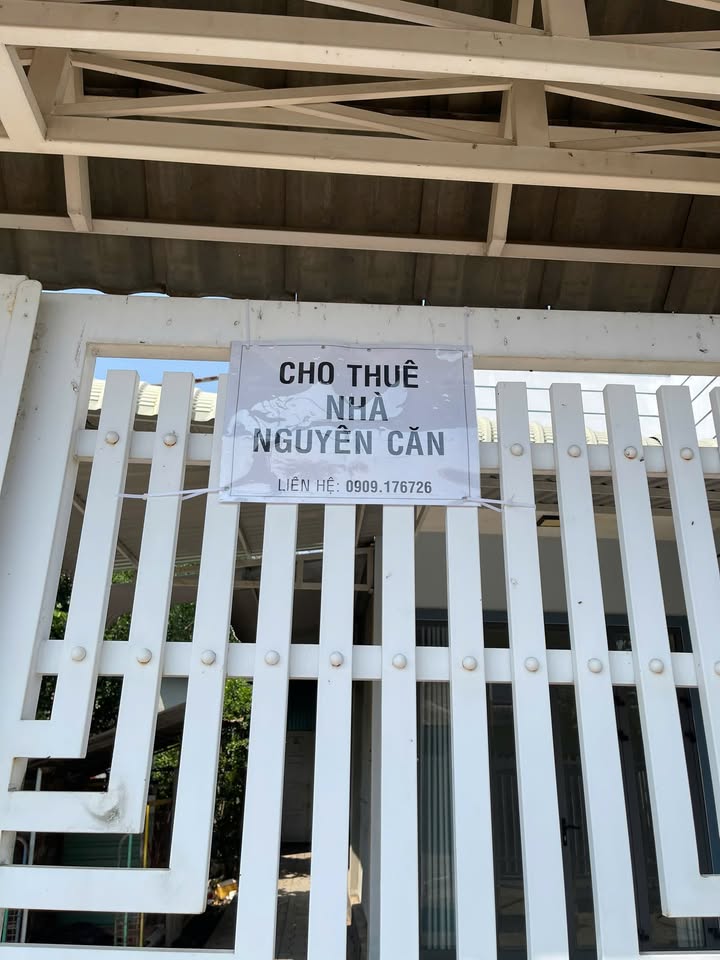 CHO THUÊ
NHÀ
NGUYÊN CĂN
LIÊN HỆ: 0909.176726